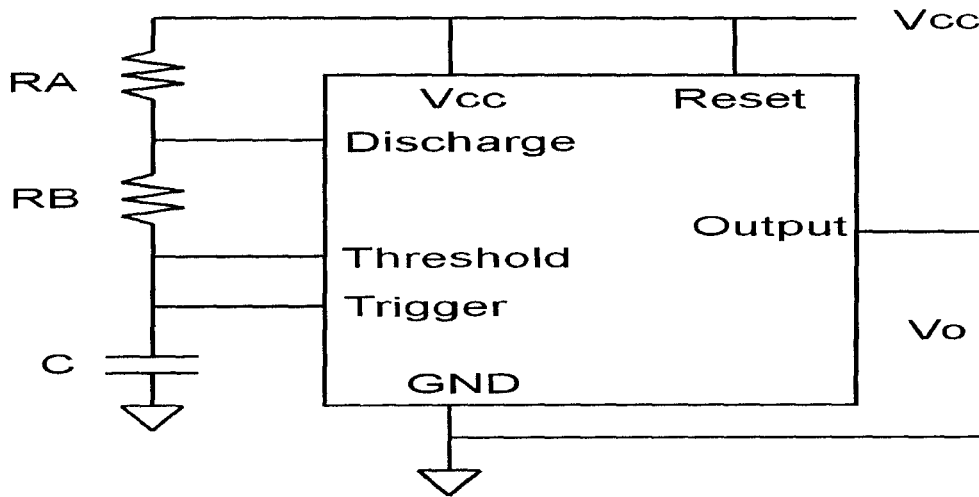 Vcc
RA
Vcc
Reset
Discharge
RB
Output
Threshold
Trigger
Vo
C
GND